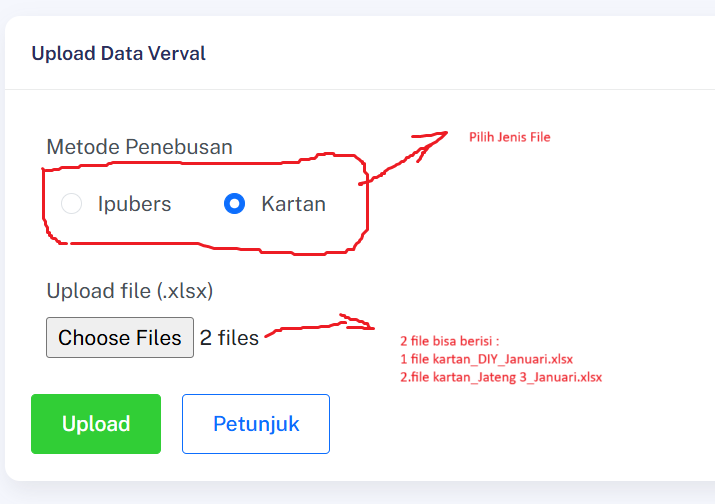 Upload Data Verval
Metode Penebusan
Pilih Jenis File
Ipubers
Kartan
Upload file (.xlsx)
Choose Files 2 files
2 file bisa berisi :
1 file kartan_DIY_Januari.xlsx
2.file kartan_Jateng 3_Januari.xlsx
Upload
Petunjuk